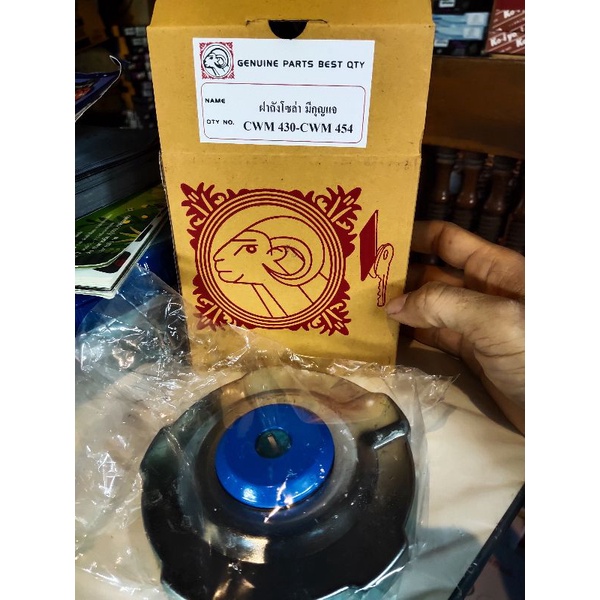 GENUINE PARTS BEST QTY
NAME ฝาถังโซล่า มีกุญแจ
QTY NO. CWM 430-CWM 454
Koyo